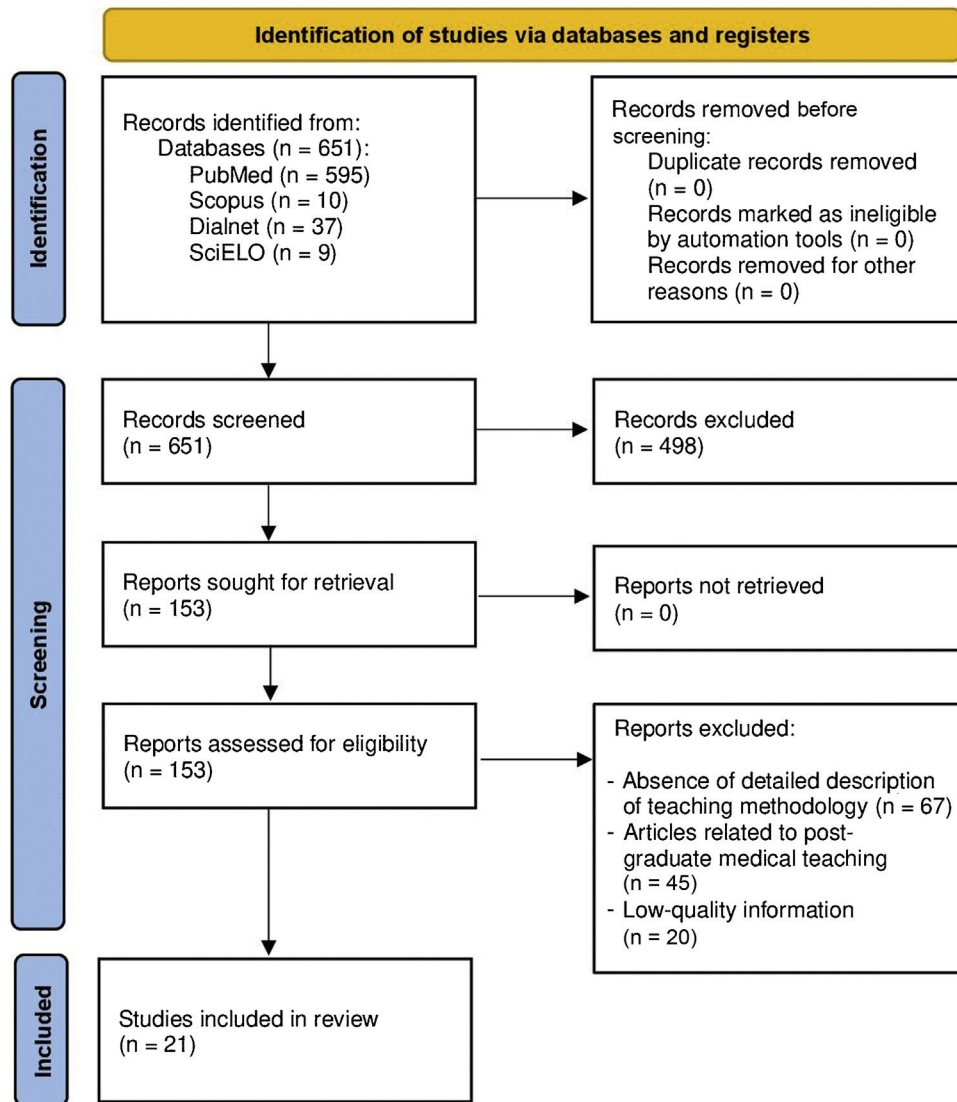 Identification of studies via databases and registers
Identification
Records identified from:
Databases (n = 651):
PubMed (n = 595)
Scopus (n = 10)
Dialnet (n = 37)
SciELO (n = 9)
Records removed before
screening:
Duplicate records removed
(n = 0)
Records marked as ineligible
by automation tools (n = 0)
Records removed for other
reasons (n = 0)
Screening
Records screened
(n = 651)
Records excluded
(n = 498)
Reports sought for retrieval
(n = 153)
Reports not retrieved
(n = 0)
Reports assessed for eligibility
(n = 153)
Reports excluded:
- Absence of detailed description
of teaching methodology (n = 67)
- Articles related to post-
graduate medical teaching
(n = 45)
- Low-quality information
(n = 20)
Included
Studies included in review
(n = 21)